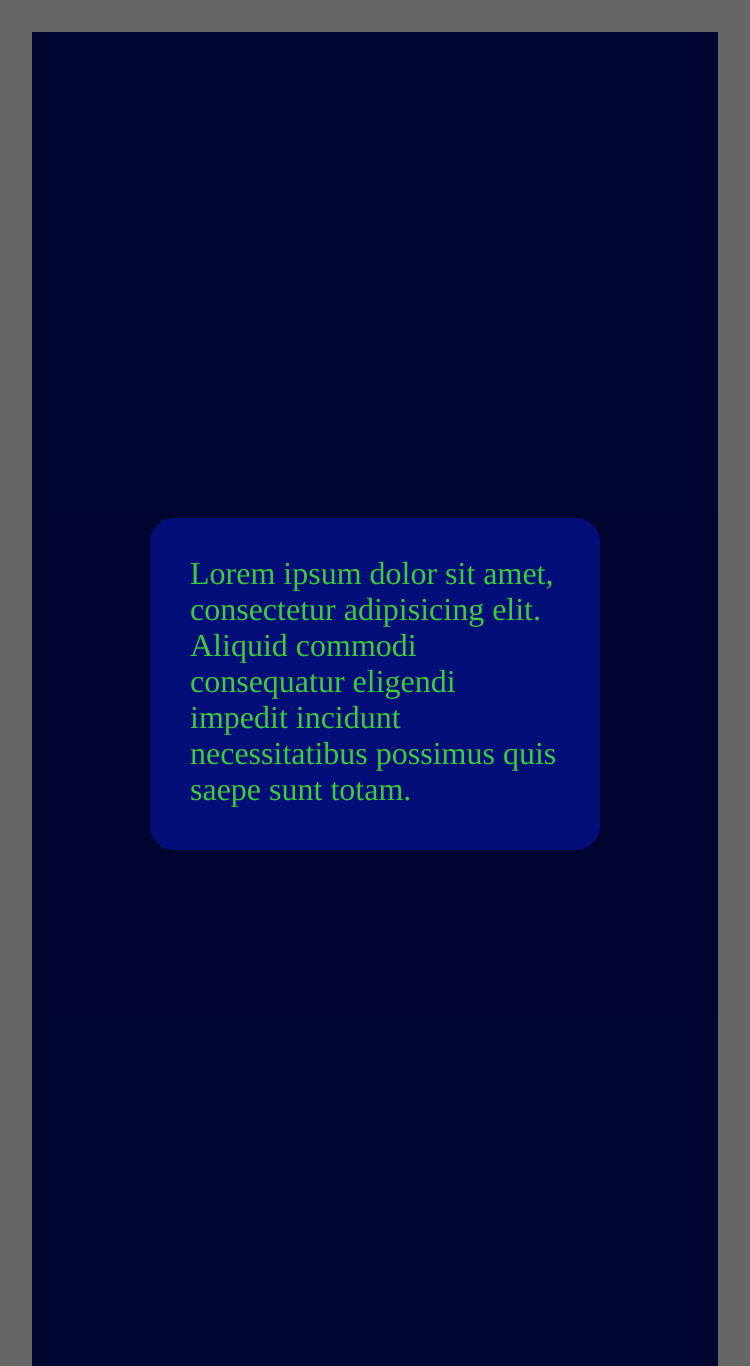 Lorem ipsum dolor sit amet,
consectetur adipisicing elit.
Aliquid commodi
consequatur eligendi
impedit incidunt
necessitatibus possimus quis
saepe sunt totam.